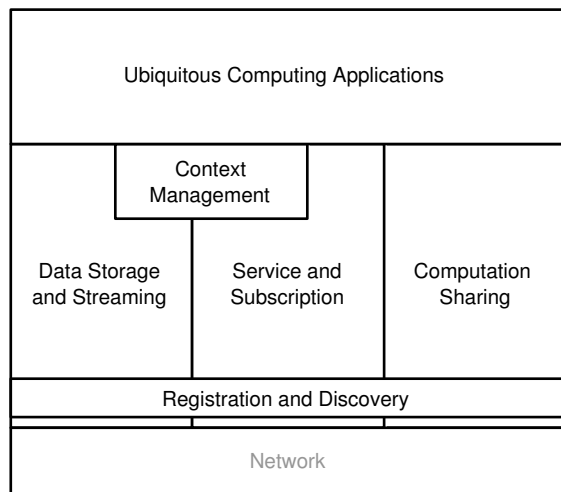 Ubiquitous Computing Applications
Context
Management
Data Storage
and Streaming
Service and
Subscription
Computation
Sharing
Registration and Discovery
Network